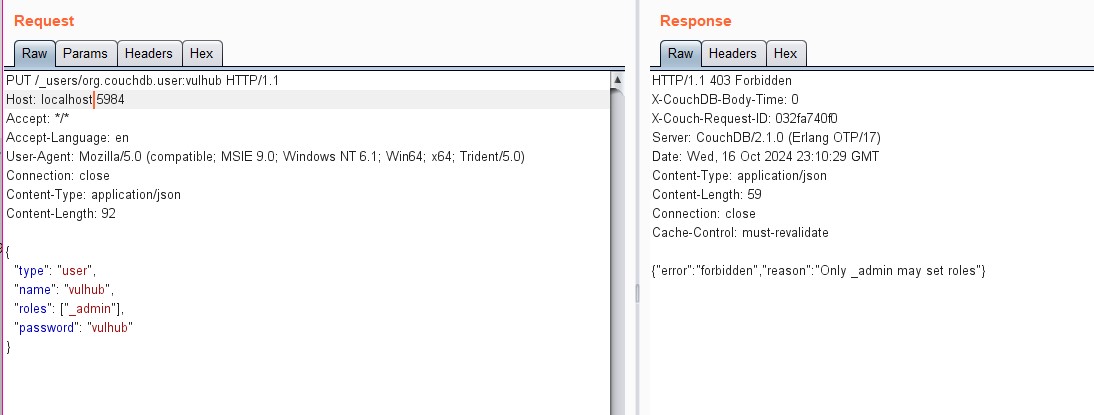 Request
Raw Params Headers Hex
PUT /_users/org.couchdb.user:vulhub HTTP/1.1
Host: localhost:5984
Accept: */*
Accept-Language: en
User-Agent: Mozilla/5.0 (compatible; MSIE 9.0; Windows NT 6.1; Win64; x64; Trident/5.0)
Connection: close
Content-Type: application/json
Content-Length: 92
{
"type": "user",
"name": "vulhub",
"roles": ["_admin"],
"password": "vulhub"
}
Response
Raw Headers Hex
HTTP/1.1 403 Forbidden
X-CouchDB-Body-Time: 0
X-Couch-Request-ID: 032fa740f0
Server: CouchDB/2.1.0 (Erlang OTP/17)
Date: Wed, 16 Oct 2024 23:10:29 GMT
Content-Type: application/json
Content-Length: 59
Connection: close
Cache-Control: must-revalidate
{"error":"forbidden","reason":"Only _admin may set roles"}